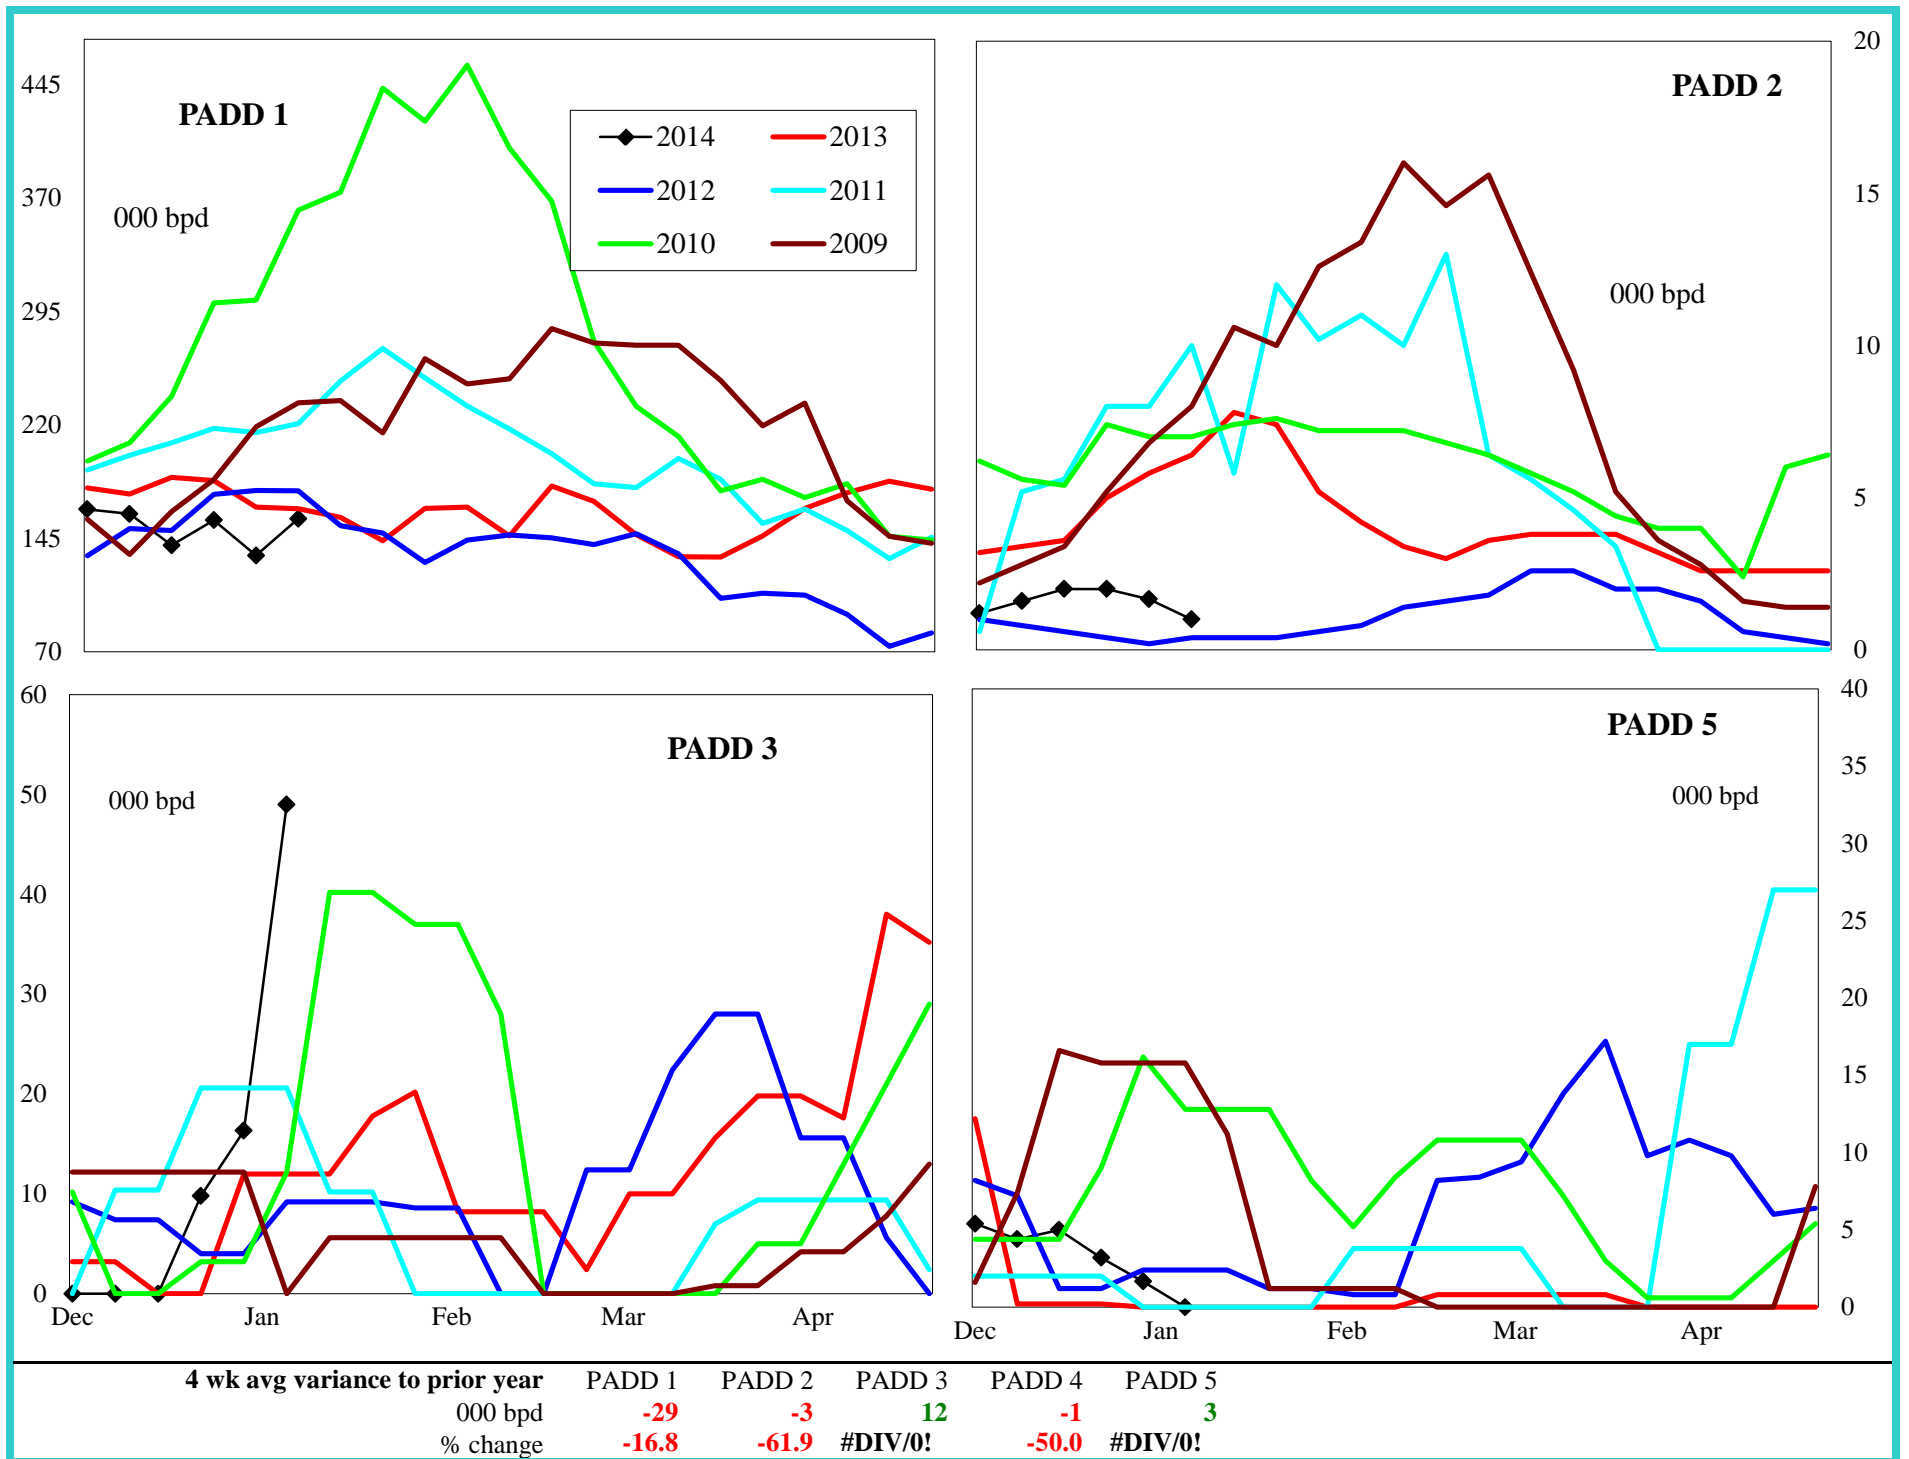 PADD 1
000 bpd
445
370
295
220
145
70
2014 2013
2012 2011
2010 2009
PADD 2
000 bpd
20
15
10
5
0
PADD 3
000 bpd
60
50
40
30
20
10
0
Dec Jan Feb Mar Apr
PADD 5
000 bpd
40
35
30
25
20
15
10
5
0
Dec Jan Feb Mar Apr
4 wk avg variance to prior year PADD 1 PADD 2 PADD 3 PADD 4 PADD 5
000 bpd -29 -3 12 -1 3
% change -16.8 -61.9 #DIV/0! -50.0 #DIV/0!